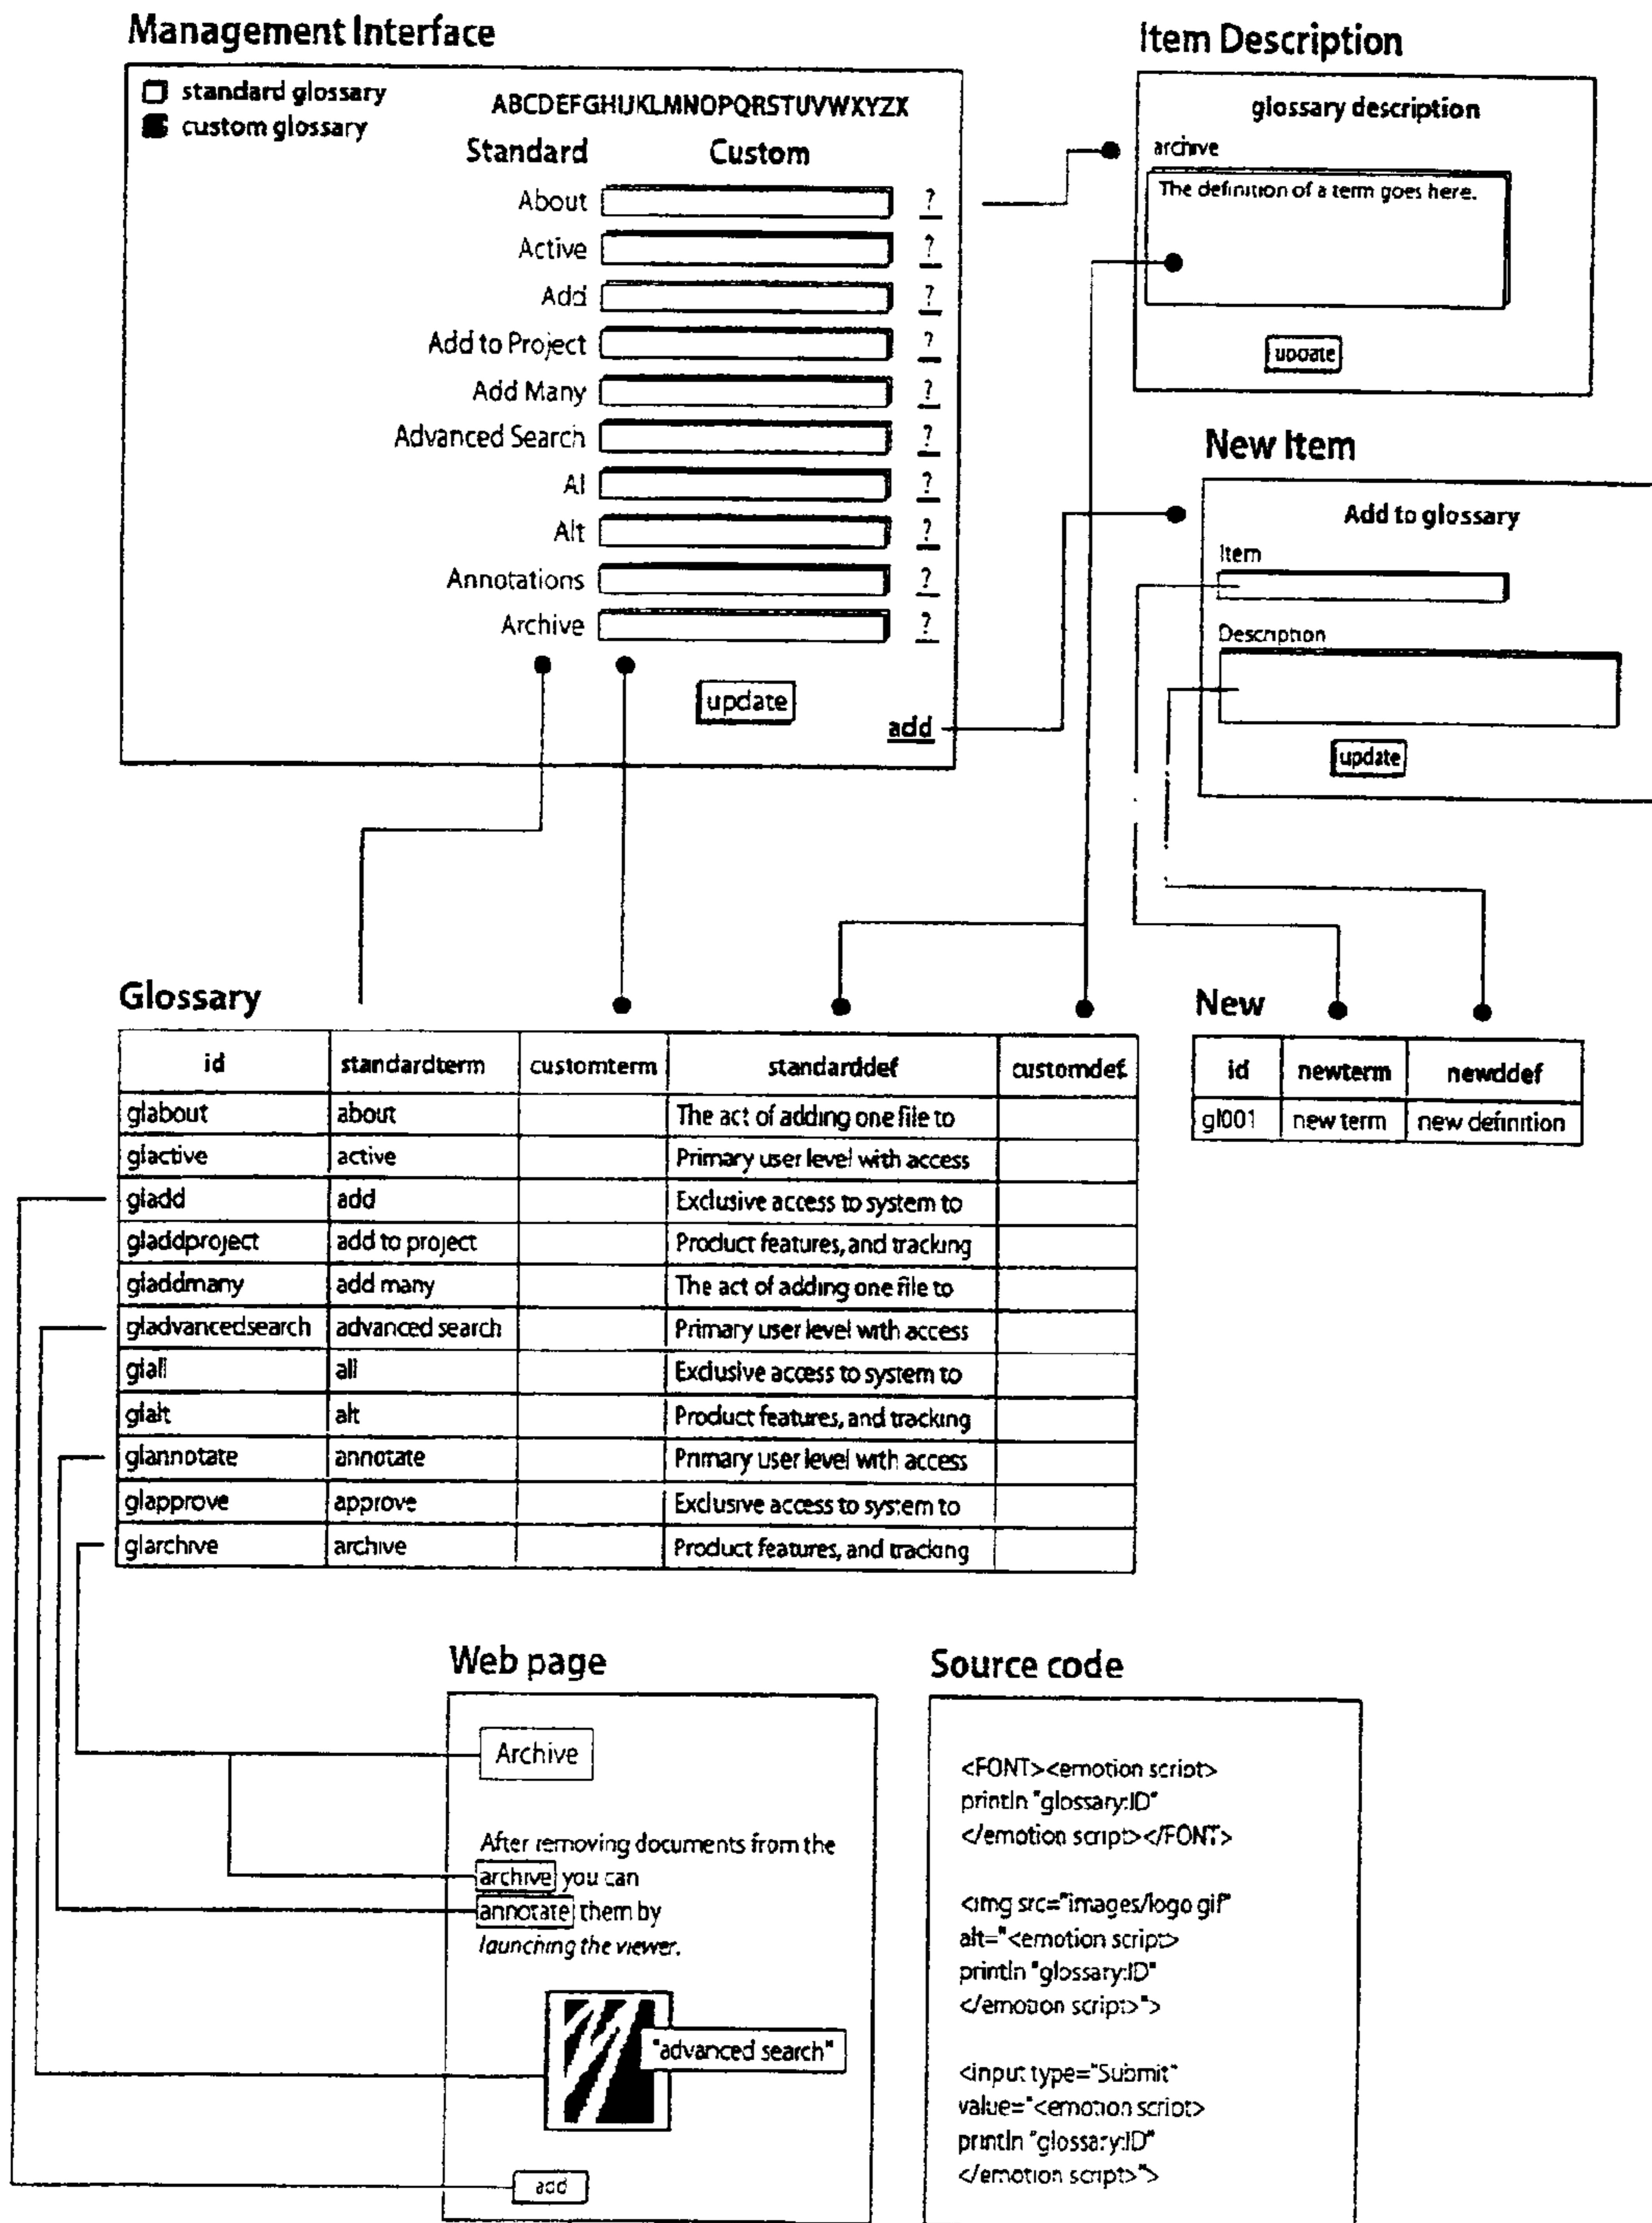 Management Interface
standard glossary
custom glossary
ABCDEFGHIJKLMNOPQRSTUVWXYZX
Standard Custom
About ?
Active ?
Add ?
Add to Project ?
Add Many ?
Advanced Search ?
Al ?
Alt ?
Annotations ?
Archive ?
update
add
Item Description
glossary description
archive
The definition of a term goes here.
update
New Item
Add to glossary
Item
Description
update
Glossary
id standardterm customterm standarddef customdef
glabout about The act of adding one file to
glactive active Primary user level with access
gladd add Exclusive access to system to
gladdproject add to project Product features, and tracking
gladdmany add many The act of adding one file to
gladvancedsearch advanced search Primary user level with access
glall all Exclusive access to system to
glalt alt Product features, and tracking
glannotate annotate Primary user level with access
glapprove approve Exclusive access to system to
glarchive archive Product features, and tracking
New
id newterm newddef
gl001 new term new definition
Web page
Archive
After removing documents from the
archive you can
annotate them by
launching the viewer.
"advanced search"
add
Source code
<FONT><emotion script>
println "glossary:ID"
</emotion script></FONT>
<img src="images/logo gif"
alt="<emotion script>
println "glossary:ID"
</emotion script>">
<input type="Submit"
value="<emotion script>
println "glossary:ID"
</emotion script>">